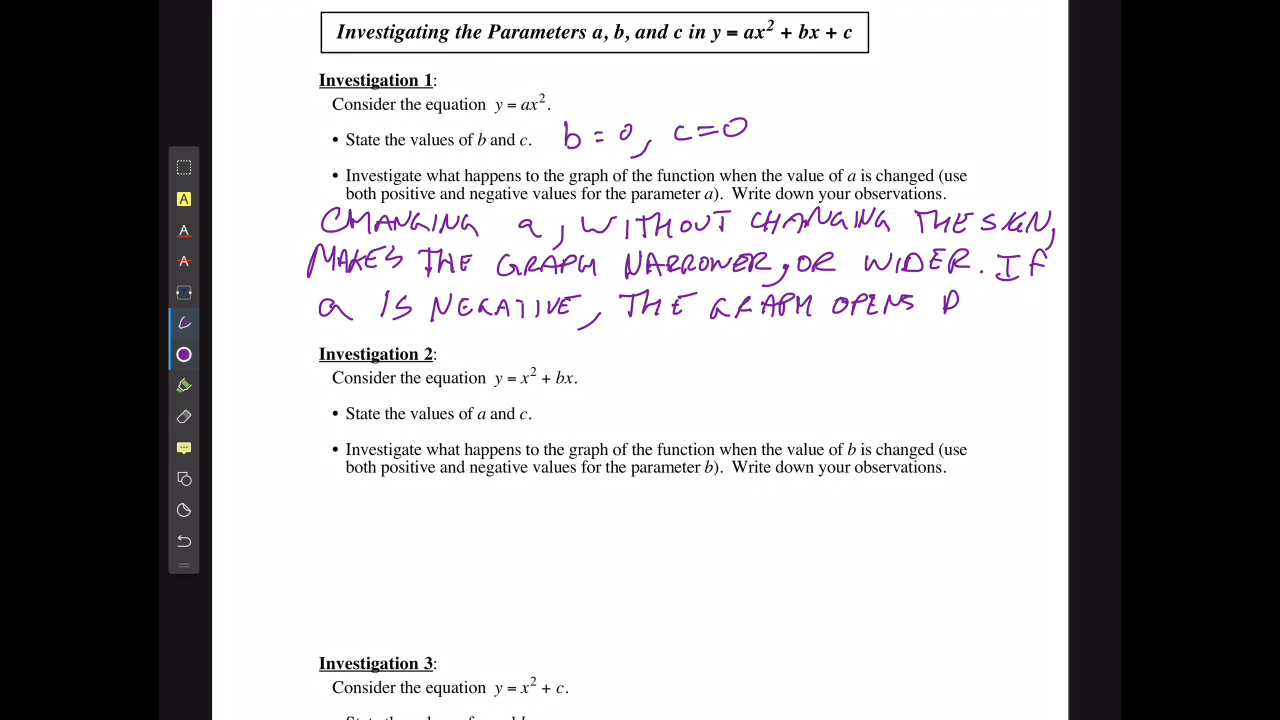 Investigating the Parameters a, b, and c in y = ax² + bx + c
Investigation 1:
Consider the equation y = ax².
• State the values of b and c. b = 0, c = 0
• Investigate what happens to the graph of the function when the value of a is changed (use
both positive and negative values for the parameter a). Write down your observations.
CHANGING a, WITHOUT CHANGING THE SIGN,
MAKES THE GRAPH NARROWER, OR WIDER. IF
a IS NEGATIVE, THE GRAPH OPENS D
Investigation 2:
Consider the equation y = x² + bx.
• State the values of a and c.
• Investigate what happens to the graph of the function when the value of b is changed (use
both positive and negative values for the parameter b). Write down your observations.
Investigation 3:
Consider the equation y = x² + c.